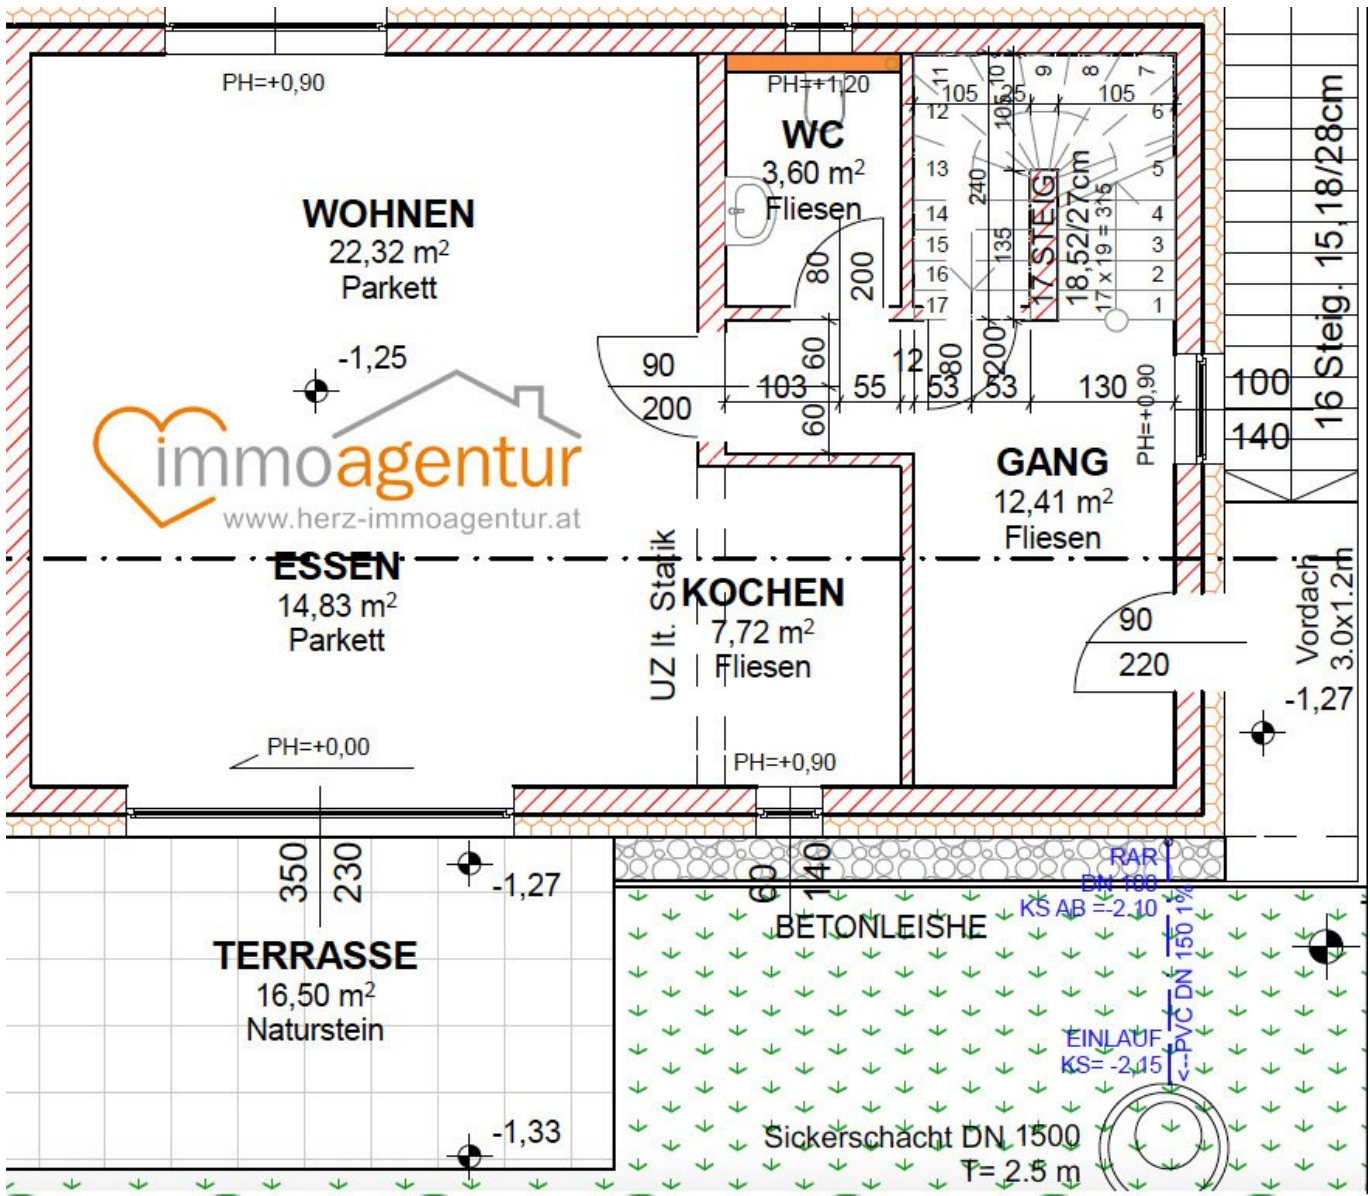 PH=+0,90
PH=+1,20
WC
3,60 m²
Fliesen
80
200
11
10
9
8
7
105
25
105
105
12
6
13
5
14
4
15
3
16
2
17
1
240
135
17 STEIG
18,52/27cm
17 x 19 = 315
16 Steig. 15,18/28cm
WOHNEN
22,32 m²
Parkett
-1,25
90
200
103
60
60
55
12
53
80
200
53
130
PH=+0,90
100
140
immoagentur
www.herz-immoagentur.at
GANG
12,41 m²
Fliesen
ESSEN
14,83 m²
Parkett
UZ lt. Statik
KOCHEN
7,72 m²
Fliesen
90
220
Vordach
3.0x1.2m
-1,27
PH=+0,00
PH=+0,90
350
230
-1,27
60
140
RAR
DN 100
KS AB =-2.10
BETONLEISHE
<--PVC DN 150 1%
TERRASSE
16,50 m²
Naturstein
EINLAUF
KS= -2,15
-1,33
Sickerschacht DN 1500
T= 2.5 m